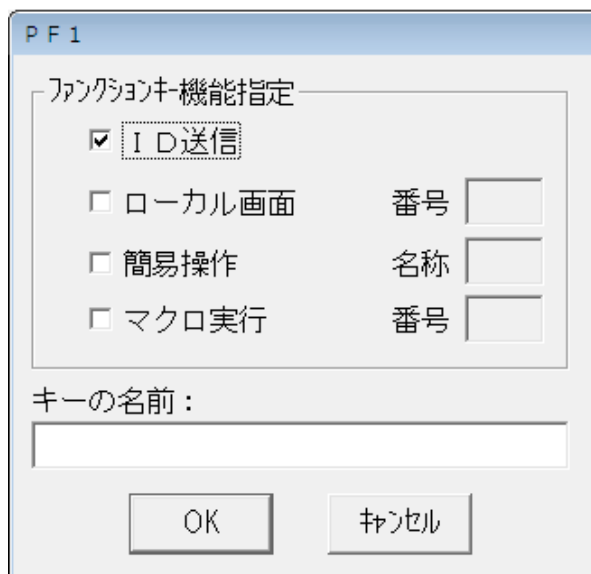 ＰＦ１
ﾌｧﾝｸｼｮﾝｷｰ機能指定
ＩＤ送信
ローカル画面 番号
簡易操作 名称
マクロ実行 番号
キーの名前：
OK ｷｬﾝｾﾙ